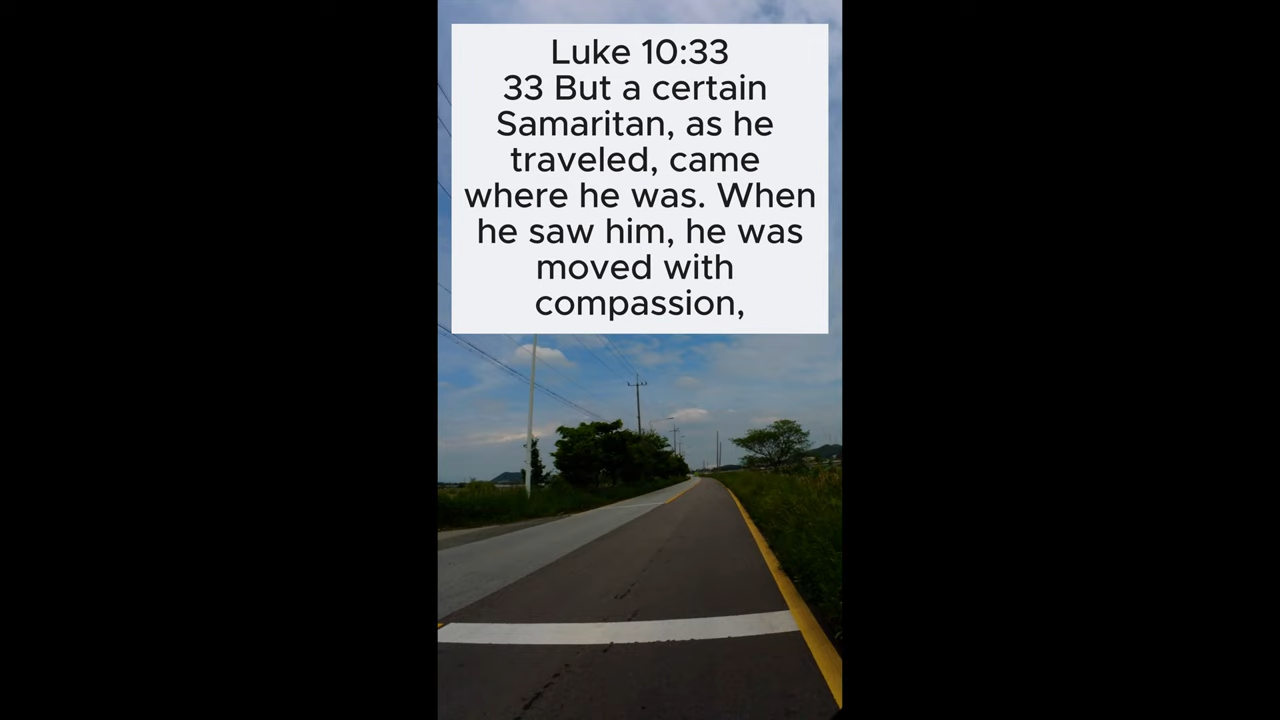 Luke 10:33
33 But a certain
Samaritan, as he
traveled, came
where he was. When
he saw him, he was
moved with
compassion,